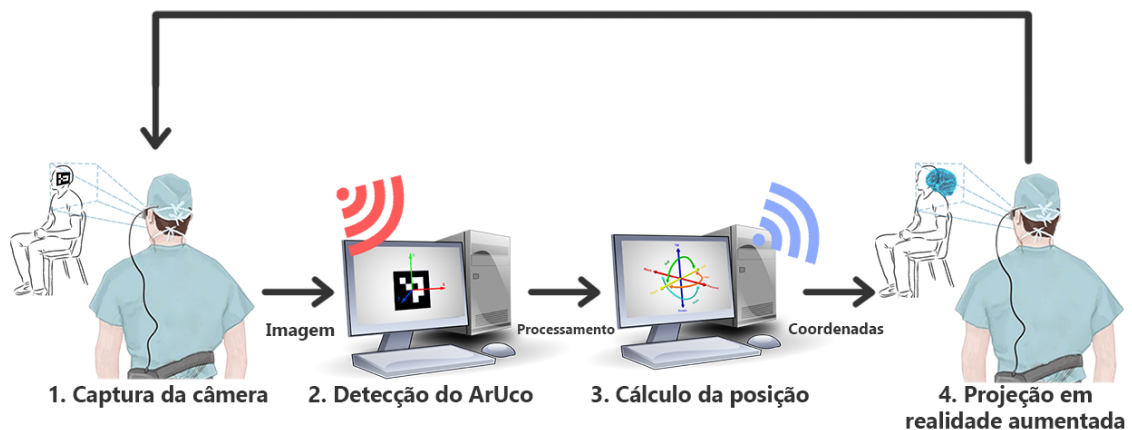 Imagem
Processamento
Coordenadas
1. Captura da câmera
2. Detecção do ArUco
3. Cálculo da posição
4. Projeção em
realidade aumentada